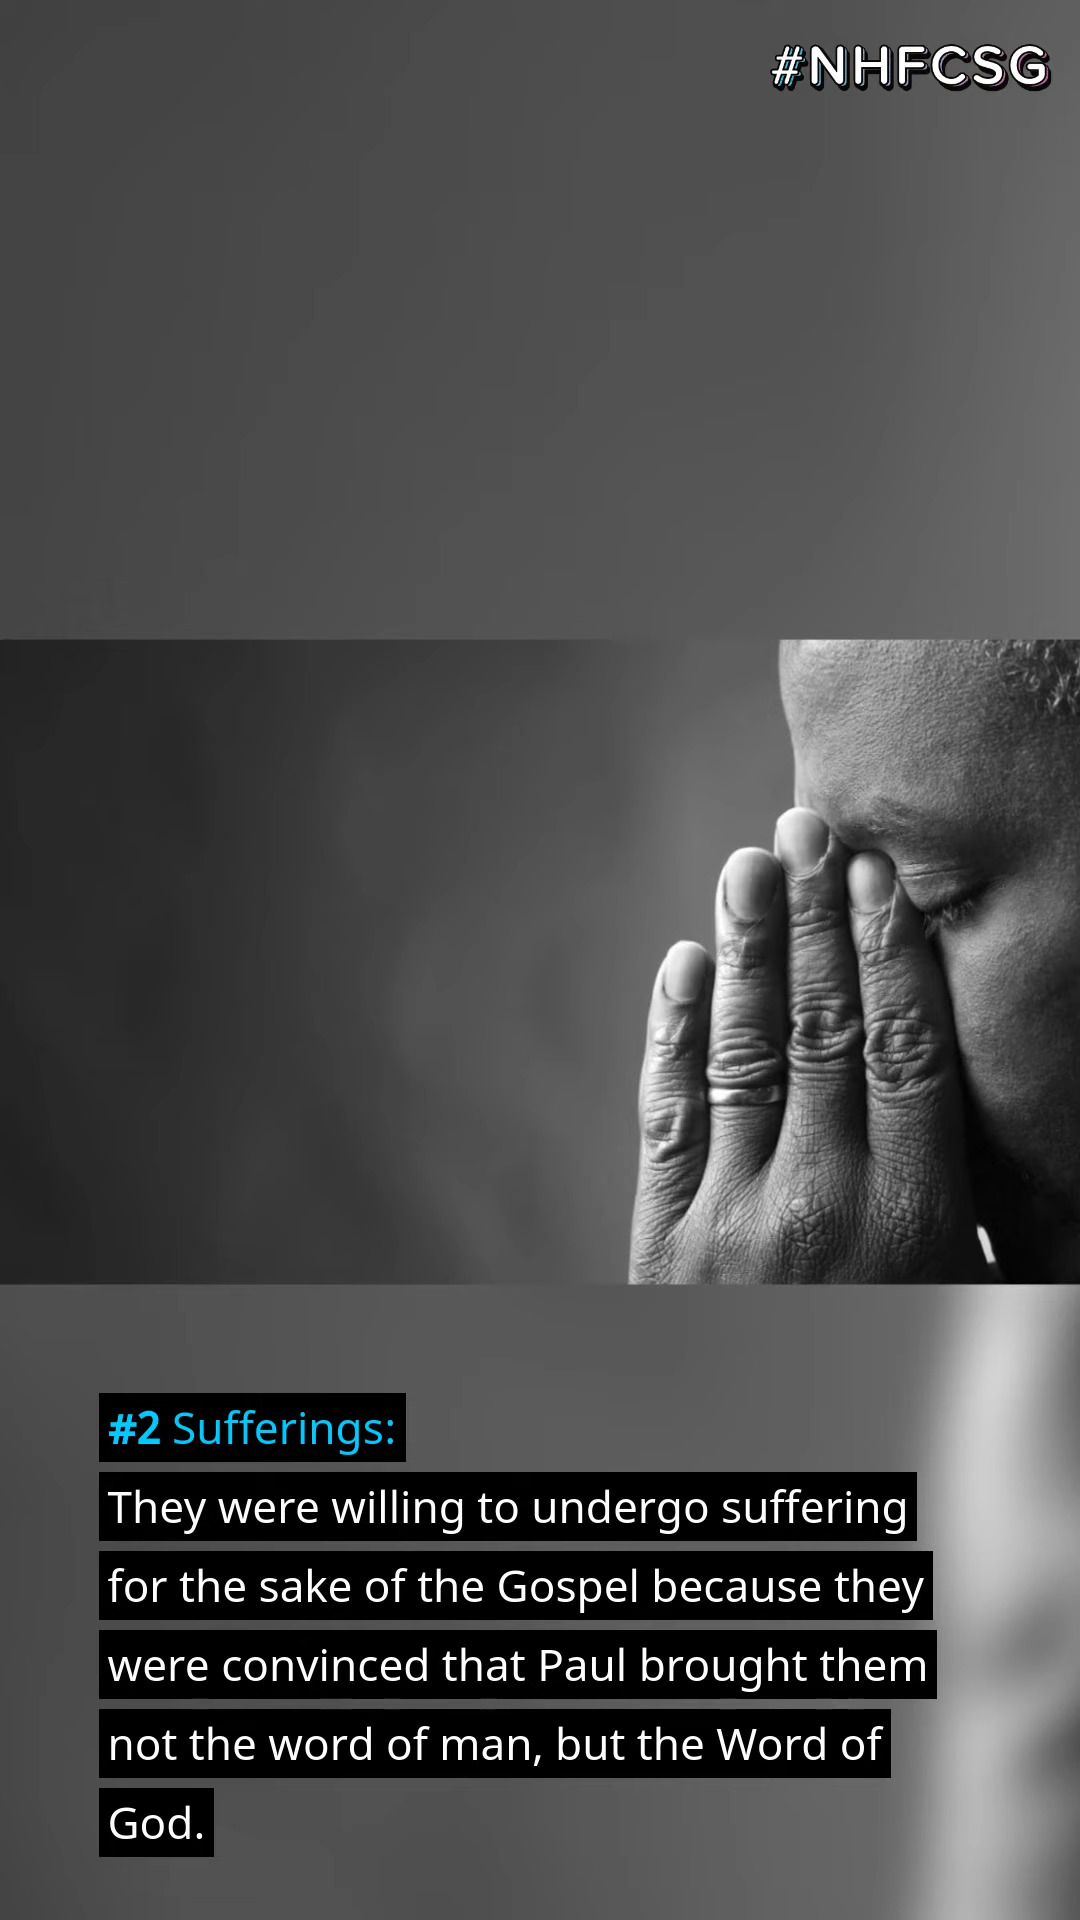 #NHFCSG
#2 Sufferings:
They were willing to undergo suffering
for the sake of the Gospel because they
were convinced that Paul brought them
not the word of man, but the Word of
God.